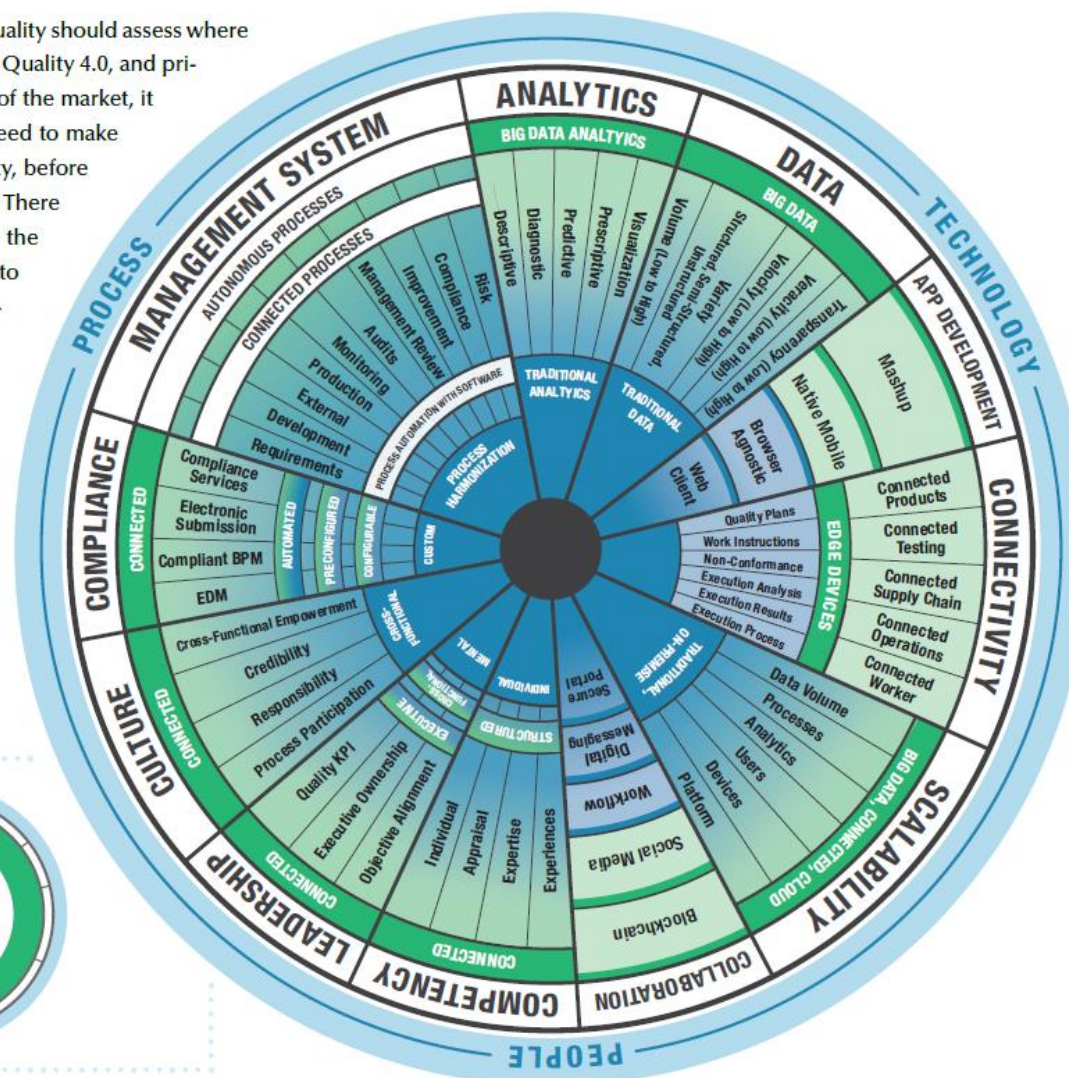 uality should assess where
Quality 4.0, and pri-
of the market, it
eed to make
y, before
There
the
to
PROCESS
TECHNOLOGY
PEOPLE
ANALYTICS
BIG DATA ANALTYICS
Descriptive
Diagnostic
Predictive
Prescriptive
Visualization
TRADITIONAL
ANALTYICS
DATA
BIG DATA
Volume (Low to High)
Structured, Semi-Structured,
Unstructured
Variety
Velocity (Low to High)
Veracity (Low to High)
Transparency (Low to High)
TRADITIONAL
DATA
APP DEVELOPMENT
Mashup
Native Mobile
Browser
Agnostic
Web
Client
CONNECTIVITY
Connected
Products
Connected
Testing
Connected
Supply Chain
Connected
Operations
Connected
Worker
EDGE DEVICES
Quality Plans
Work Instructions
Non-Conformance
Execution Analysis
Execution Results
Execution Process
SCALABILITY
BIG DATA, CONNECTED, CLOUD
Data Volume
Processes
Analytics
Users
Devices
Platform
TRADITIONAL,
ON-PREMISE
COLLABORATION
Secure
Portal
Digital
Messaging
Workflow
Social Media
Blockhcain
COMPETENCY
CONNECTED
Individual
Appraisal
Expertise
Experiences
STRUCTURED
INDIVIDUAL
LEADERSHIP
CONNECTED
Quality KPI
Executive Ownership
Objective Alignment
EXECUTIVE
CROSS-
FUNCTIONAL
MENTAL
CULTURE
CONNECTED
Cross-Functional Empowerment
Credibility
Responsibility
Process Participation
CROSS-
FUNCTIONAL
COMPLIANCE
CONNECTED
Compliance
Services
Electronic
Submission
Compliant BPM
EDM
AUTOMATED
PRECONFIGURED
CONFIGURABLE
CUSTOM
MANAGEMENT SYSTEM
AUTONOMOUS PROCESSES
CONNECTED PROCESSES
Requirements
Development
External
Production
Monitoring
Audits
Management Review
Improvement
Compliance
Risk
PROCESS AUTOMATION WITH SOFTWARE
PROCESS
HARMONIZATION